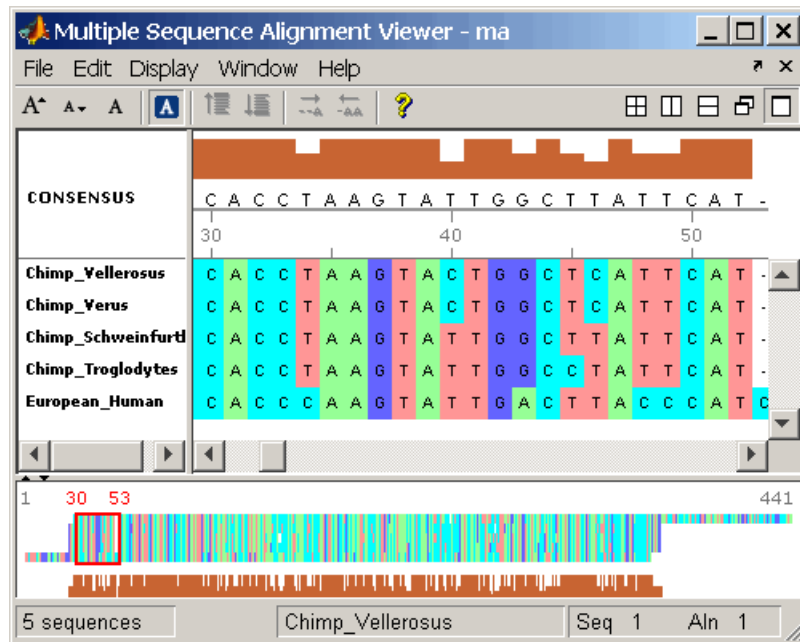 Multiple Sequence Alignment Viewer - ma
File Edit Display Window Help
A A A A --A -AA ?
CONSENSUS C A C C T A A G T A T T G G C T T A T T C A T -
30 40 50
Chimp_Vellerosus C A C C T A A G T A C T G G C T C A T T C A T -
Chimp_Verus C A C C T A A G T A C T G G C T C A T T C A T -
Chimp_Schweinfurtl C A C C T A A G T A T T G G C T T A T T C A T -
Chimp_Troglodytes C A C C T A A G T A T T G G C C T A T T C A T -
European_Human C A C C C A A G T A T T G A C T T A C C C A T C
1 30 53 441
5 sequences Chimp_Vellerosus Seq 1 Aln 1